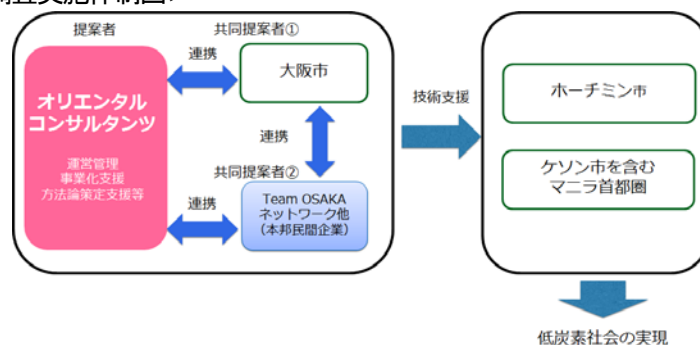 提案者
共同提案者①
連携
大阪市
オリエンタル
コンサルタンツ
運営管理
事業化支援
方法論策定支援等
連携
共同提案者②
連携
Team OSAKA
ネットワーク他
(本邦民間企業)
技術支援
ホーチミン市
ケソン市を含む
マニラ首都圏
低炭素社会の実現